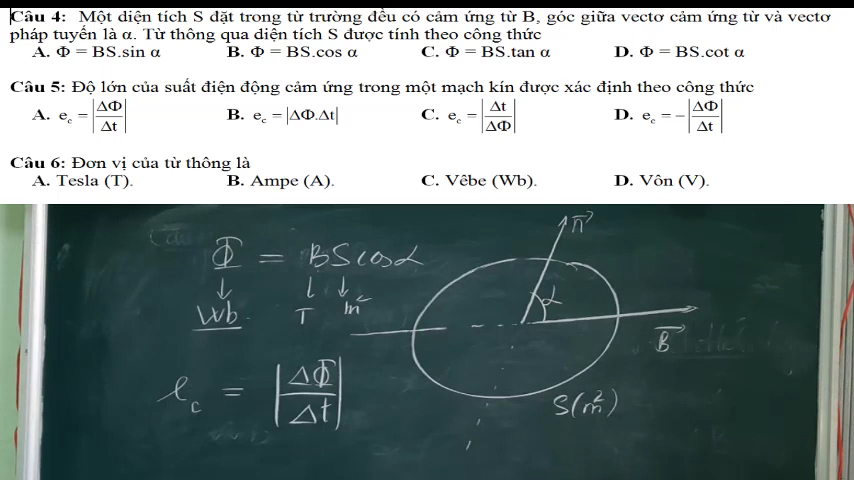 Câu 4: Một diện tích S đặt trong từ trường đều có cảm ứng từ B, góc giữa vectơ cảm ứng từ và vectơ
pháp tuyến là α. Từ thông qua diện tích S được tính theo công thức
A. Φ = BS.sin α B. Φ = BS.cos α C. Φ = BS.tan α D. Φ = BS.cot α
Câu 5: Độ lớn của suất điện động cảm ứng trong một mạch kín được xác định theo công thức
A. e_c = |ΔΦ/Δt| B. e_c = |ΔΦ.Δt| C. e_c = |Δt/ΔΦ| D. e_c = -|ΔΦ/Δt|
Câu 6: Đơn vị của từ thông là
A. Tesla (T). B. Ampe (A). C. Vêbe (Wb). D. Vôn (V).
n⃗
Φ = BS cos α
α
Wb T m²
B⃗
e_c = |ΔΦ/Δt|
S(m²)